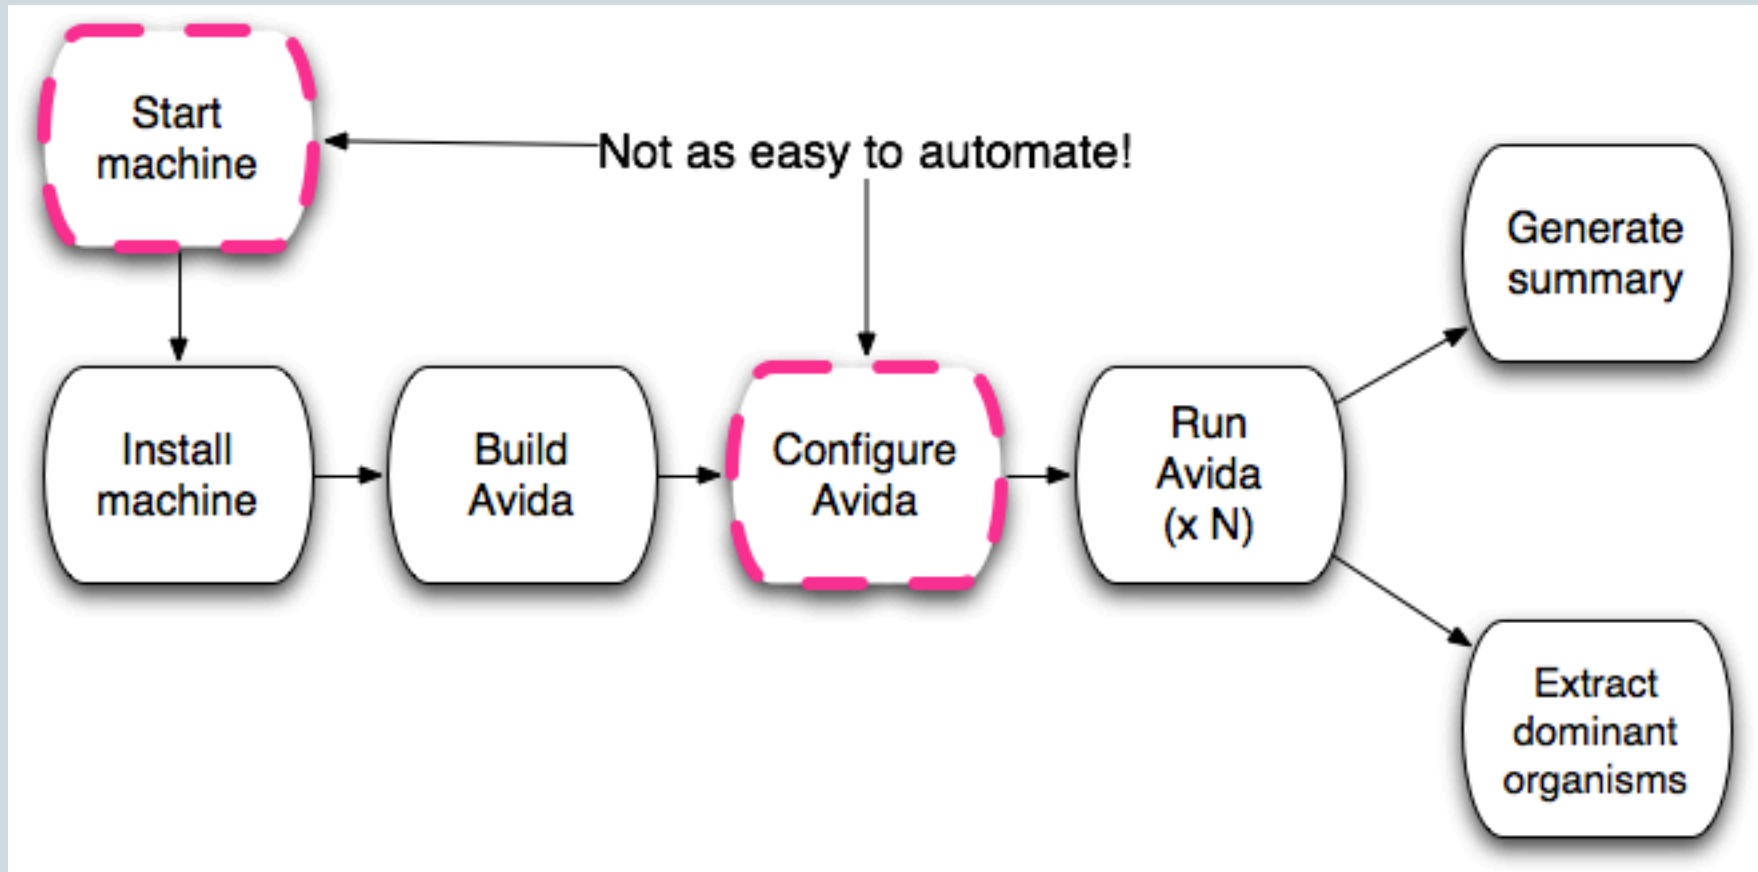 Start
machine
Not as easy to automate!
Generate
summary
Install
machine
Build
Avida
Configure
Avida
Run
Avida
(x N)
Extract
dominant
organisms